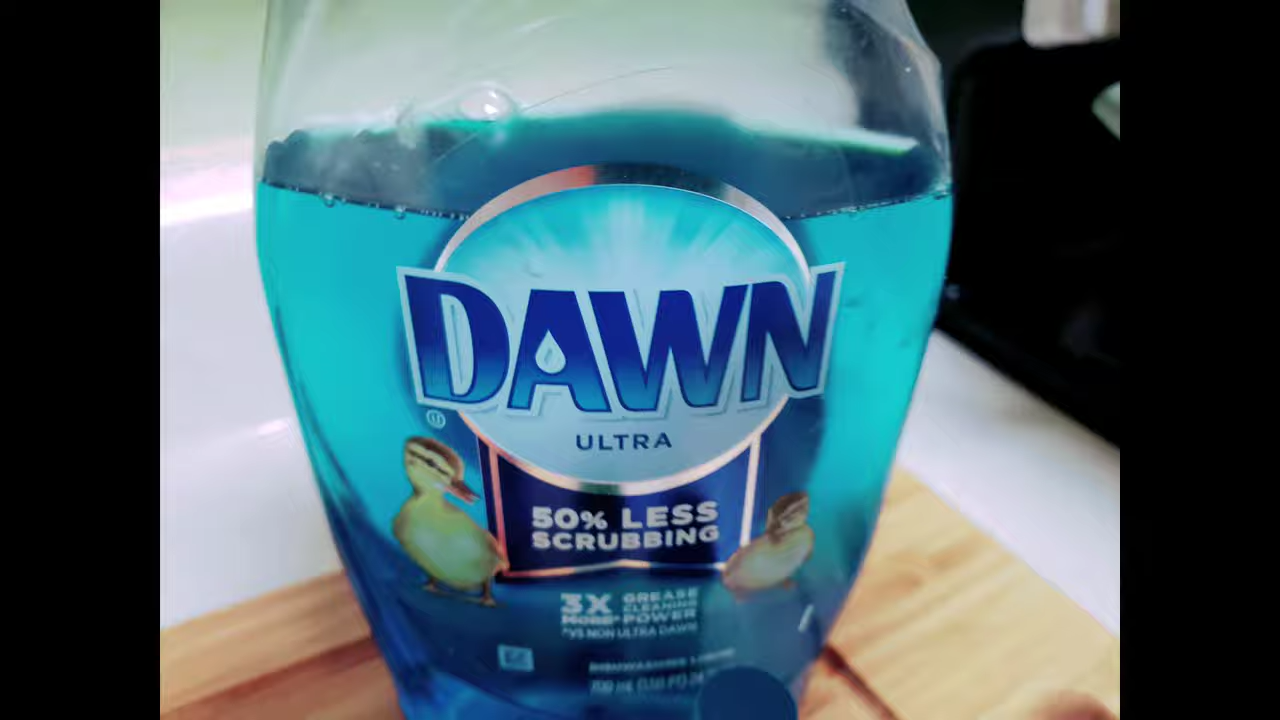 DAWN
ULTRA
50% LESS
SCRUBBING
3X GREASE
CLEANING
MORE* POWER
*VS NON ULTRA DAWN